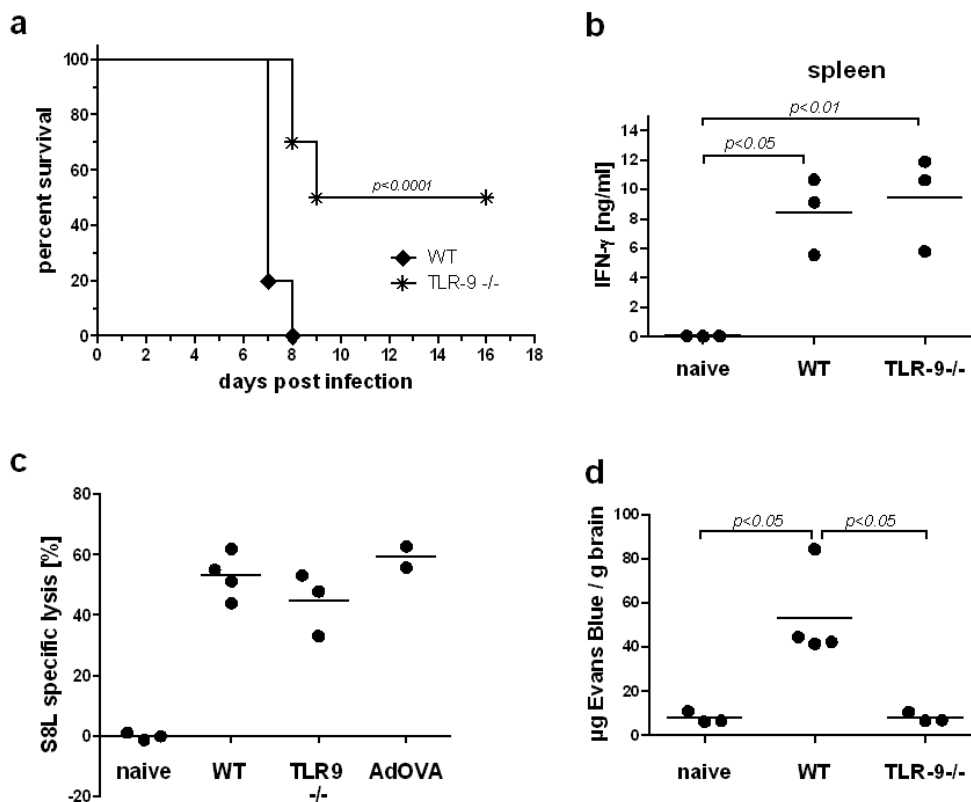 a
100
80
60
40
20
0
percent survival
p<0.0001
WT
TLR-9 -/-
0 2 4 6 8 10 12 14 16 18
days post infection
b
spleen
p<0.01
p<0.05
14
12
10
8
6
4
2
0
IFN-γ [ng/ml]
naive WT TLR-9-/-
c
80
60
40
20
0
-20
S8L specific lysis [%]
naive WT TLR9 AdOVA
-/-
d
p<0.05 p<0.05
100
80
60
40
20
0
µg Evans Blue / g brain
naive WT TLR-9-/-